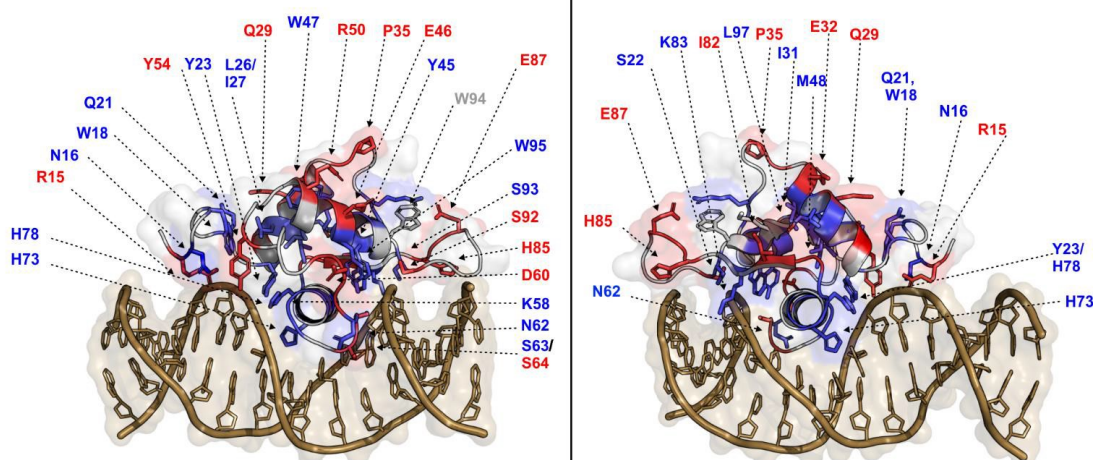 W47
Q29
R50
P35
E46
Y54
Y23
L26/
I27
Y45
E87
Q21
W94
W18
N16
R15
W95
S93
S92
H78
H85
H73
D60
K58
N62
S63/
S64
L97
K83
I82
P35
E32
Q29
S22
I31
M48
Q21,
W18
E87
N16
R15
H85
Y23/
H78
N62
H73